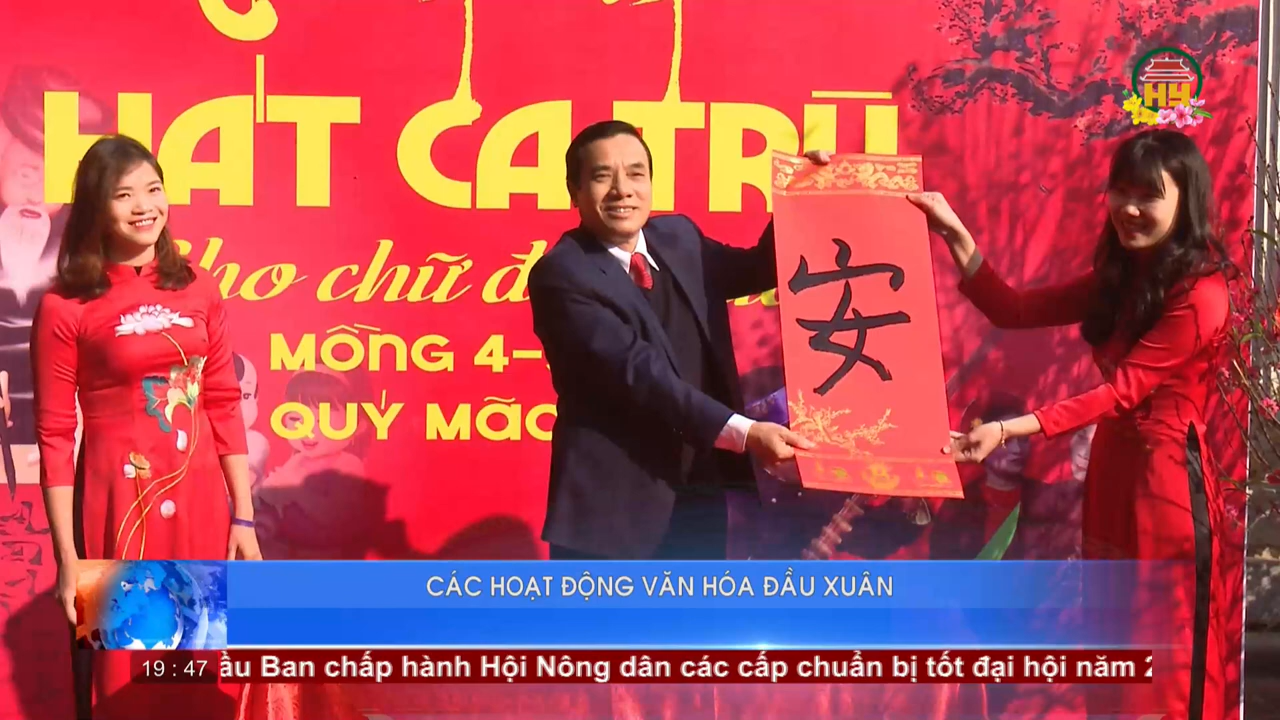 HÁT CA TRÙ
HY
安
Cho chữ đ
MỒNG 4-
QUÝ MÃO
CÁC HOẠT ĐỘNG VĂN HÓA ĐẦU XUÂN
19:47
ầu Ban chấp hành Hội Nông dân các cấp chuẩn bị tốt đại hội năm 2